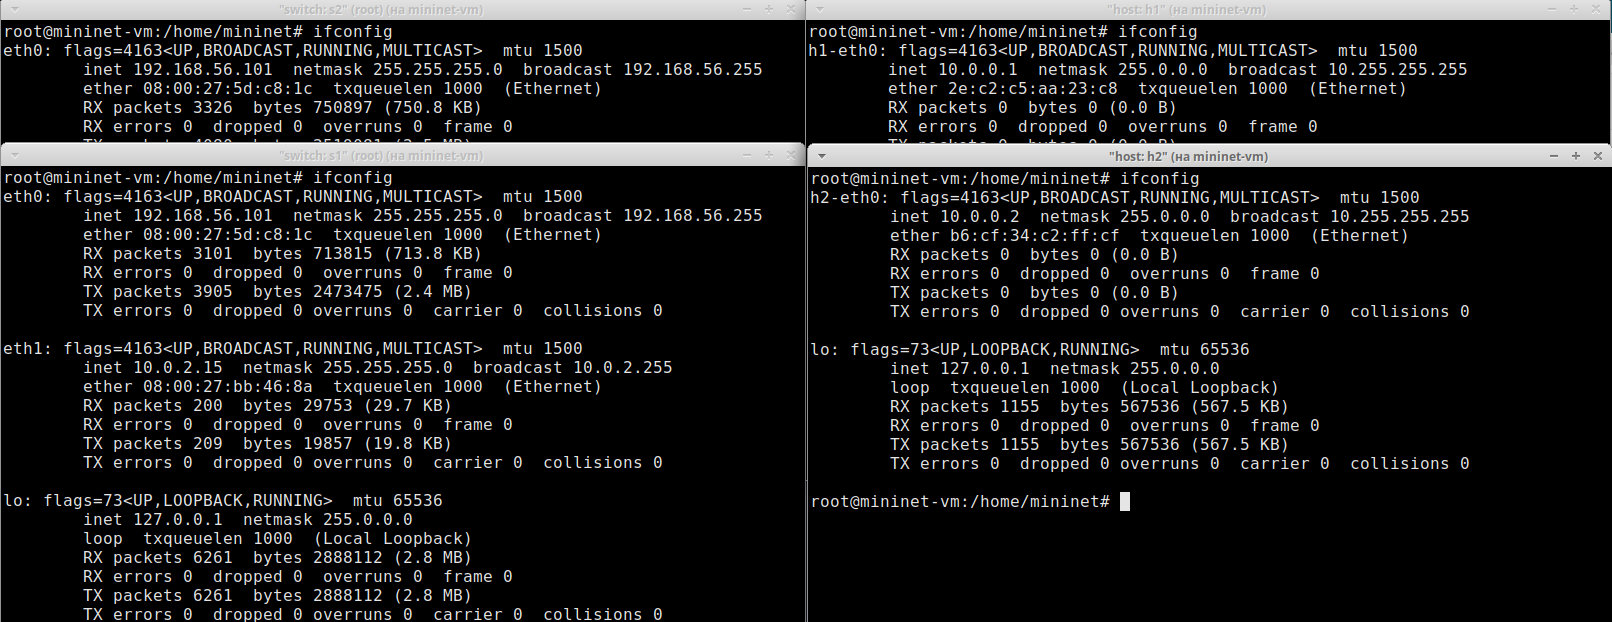 "switch: s2" (root) (на mininet-vm)
root@mininet-vm:/home/mininet# ifconfig
eth0: flags=4163<UP,BROADCAST,RUNNING,MULTICAST>  mtu 1500
        inet 192.168.56.101  netmask 255.255.255.0  broadcast 192.168.56.255
        ether 08:00:27:5d:c8:1c  txqueuelen 1000  (Ethernet)
        RX packets 3326  bytes 750897 (750.8 KB)
        RX errors 0  dropped 0  overruns 0  frame 0
"host: h1" (на mininet-vm)
root@mininet-vm:/home/mininet# ifconfig
h1-eth0: flags=4163<UP,BROADCAST,RUNNING,MULTICAST>  mtu 1500
        inet 10.0.0.1  netmask 255.0.0.0  broadcast 10.255.255.255
        ether 2e:c2:c5:aa:23:c8  txqueuelen 1000  (Ethernet)
        RX packets 0  bytes 0 (0.0 B)
        RX errors 0  dropped 0  overruns 0  frame 0
"switch: s1" (root) (на mininet-vm)
root@mininet-vm:/home/mininet# ifconfig
eth0: flags=4163<UP,BROADCAST,RUNNING,MULTICAST>  mtu 1500
        inet 192.168.56.101  netmask 255.255.255.0  broadcast 192.168.56.255
        ether 08:00:27:5d:c8:1c  txqueuelen 1000  (Ethernet)
        RX packets 3101  bytes 713815 (713.8 KB)
        RX errors 0  dropped 0  overruns 0  frame 0
        TX packets 3905  bytes 2473475 (2.4 MB)
        TX errors 0  dropped 0 overruns 0  carrier 0  collisions 0
eth1: flags=4163<UP,BROADCAST,RUNNING,MULTICAST>  mtu 1500
        inet 10.0.2.15  netmask 255.255.255.0  broadcast 10.0.2.255
        ether 08:00:27:bb:46:8a  txqueuelen 1000  (Ethernet)
        RX packets 200  bytes 29753 (29.7 KB)
        RX errors 0  dropped 0  overruns 0  frame 0
        TX packets 209  bytes 19857 (19.8 KB)
        TX errors 0  dropped 0 overruns 0  carrier 0  collisions 0
lo: flags=73<UP,LOOPBACK,RUNNING>  mtu 65536
        inet 127.0.0.1  netmask 255.0.0.0
        loop  txqueuelen 1000  (Local Loopback)
        RX packets 6261  bytes 2888112 (2.8 MB)
        RX errors 0  dropped 0  overruns 0  frame 0
        TX packets 6261  bytes 2888112 (2.8 MB)
        TX errors 0  dropped 0 overruns 0  carrier 0  collisions 0
"host: h2" (на mininet-vm)
root@mininet-vm:/home/mininet# ifconfig
h2-eth0: flags=4163<UP,BROADCAST,RUNNING,MULTICAST>  mtu 1500
        inet 10.0.0.2  netmask 255.0.0.0  broadcast 10.255.255.255
        ether b6:cf:34:c2:ff:cf  txqueuelen 1000  (Ethernet)
        RX packets 0  bytes 0 (0.0 B)
        RX errors 0  dropped 0  overruns 0  frame 0
        TX packets 0  bytes 0 (0.0 B)
        TX errors 0  dropped 0 overruns 0  carrier 0  collisions 0
lo: flags=73<UP,LOOPBACK,RUNNING>  mtu 65536
        inet 127.0.0.1  netmask 255.0.0.0
        loop  txqueuelen 1000  (Local Loopback)
        RX packets 1155  bytes 567536 (567.5 KB)
        RX errors 0  dropped 0  overruns 0  frame 0
        TX packets 1155  bytes 567536 (567.5 KB)
        TX errors 0  dropped 0 overruns 0  carrier 0  collisions 0
root@mininet-vm:/home/mininet#